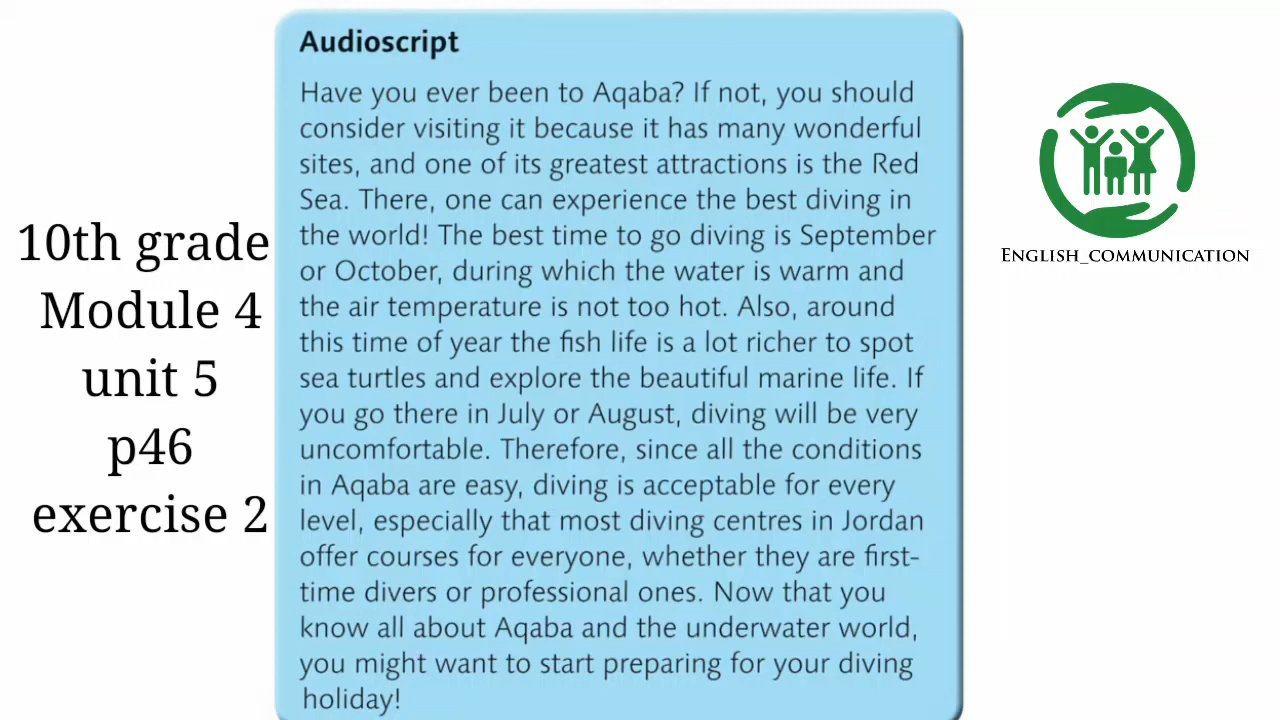 10th grade
Module 4
unit 5
p46
exercise 2
Audioscript
Have you ever been to Aqaba? If not, you should
consider visiting it because it has many wonderful
sites, and one of its greatest attractions is the Red
Sea. There, one can experience the best diving in
the world! The best time to go diving is September
or October, during which the water is warm and
the air temperature is not too hot. Also, around
this time of year the fish life is a lot richer to spot
sea turtles and explore the beautiful marine life. If
you go there in July or August, diving will be very
uncomfortable. Therefore, since all the conditions
in Aqaba are easy, diving is acceptable for every
level, especially that most diving centres in Jordan
offer courses for everyone, whether they are first-
time divers or professional ones. Now that you
know all about Aqaba and the underwater world,
you might want to start preparing for your diving
holiday!
English_communication